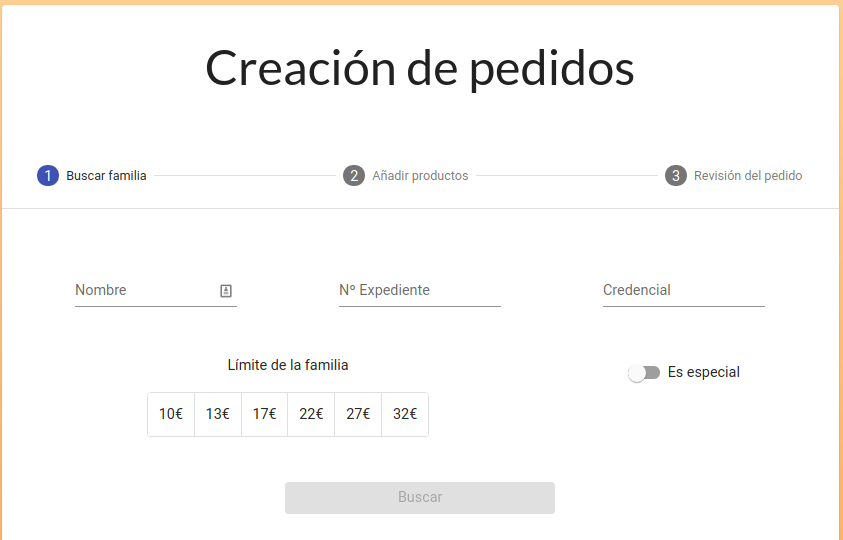 Creación de pedidos
1 Buscar familia 2 Añadir productos 3 Revisión del pedido
Nombre Nº Expediente Credencial
Límite de la familia
Es especial
10€ 13€ 17€ 22€ 27€ 32€
Buscar